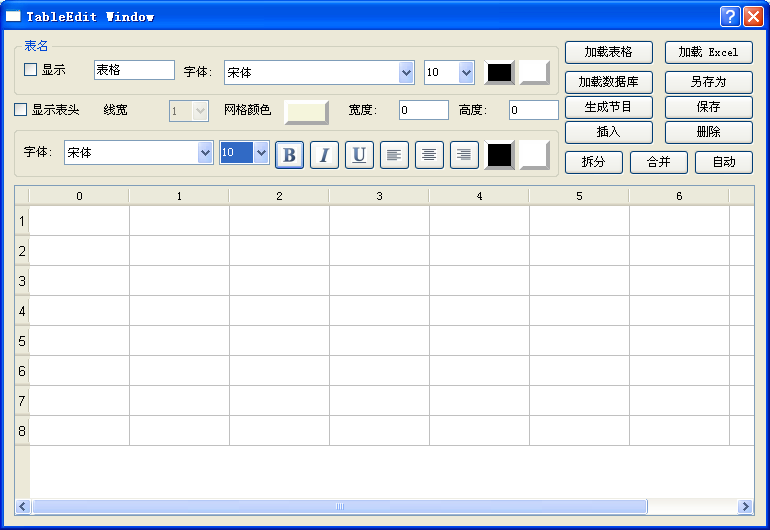 TableEdit Window
表名
显示 表格 字体: 宋体 10
显示表头 线宽 1 网格颜色 宽度: 0 高度: 0
字体: 宋体 10 B I U
加载表格 加载 Excel
加载数据库 另存为
生成节目 保存
插入 删除
拆分 合并 自动
0 1 2 3 4 5 6
1
2
3
4
5
6
7
8